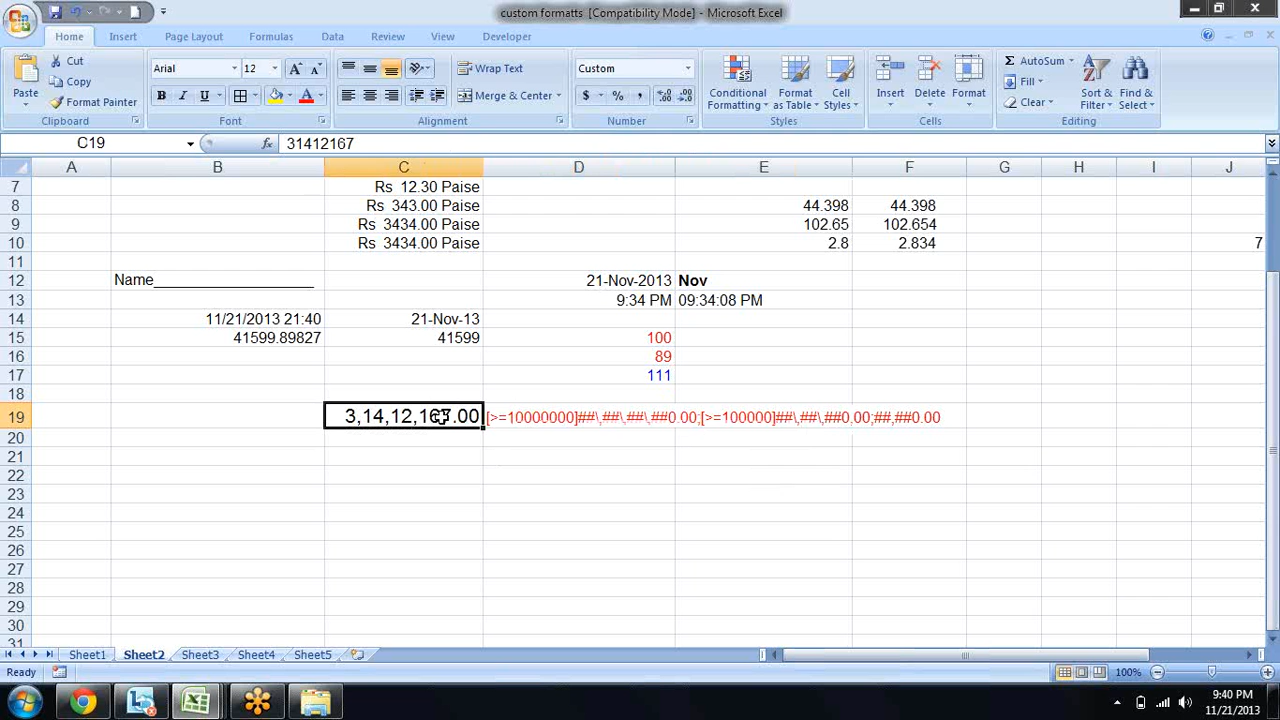 custom formatts [Compatibility Mode] - Microsoft Excel
Home Insert Page Layout Formulas Data Review View Developer
Paste Cut Copy Format Painter Clipboard
Arial 12 A A B I U A Font
Wrap Text Merge & Center Alignment
Custom $ % , Number
Conditional Formatting Format as Table Cell Styles Styles
Insert Delete Format Cells
Σ AutoSum Fill Clear Sort & Filter Find & Select Editing
C19 fx 31412167
A B C D E F G H I J
7 Rs 12.30 Paise
8 Rs 343.00 Paise 44.398 44.398
9 Rs 3434.00 Paise 102.65 102.654
10 Rs 3434.00 Paise 2.8 2.834 7
11
12 Name__________________ 21-Nov-2013 Nov
13 9:34 PM 09:34:08 PM
14 11/21/2013 21:40 21-Nov-13
15 41599.89827 41599 100
16 89
17 111
18
19 3,14,12,167.00 [>=10000000]##\,##\,##\,##0.00;[>=100000]##\,##\,##0.00;##,##0.00
20
21
22
23
24
25
26
27
28
29
30
31
Sheet1 Sheet2 Sheet3 Sheet4 Sheet5
Ready 100%
9:40 PM
11/21/2013